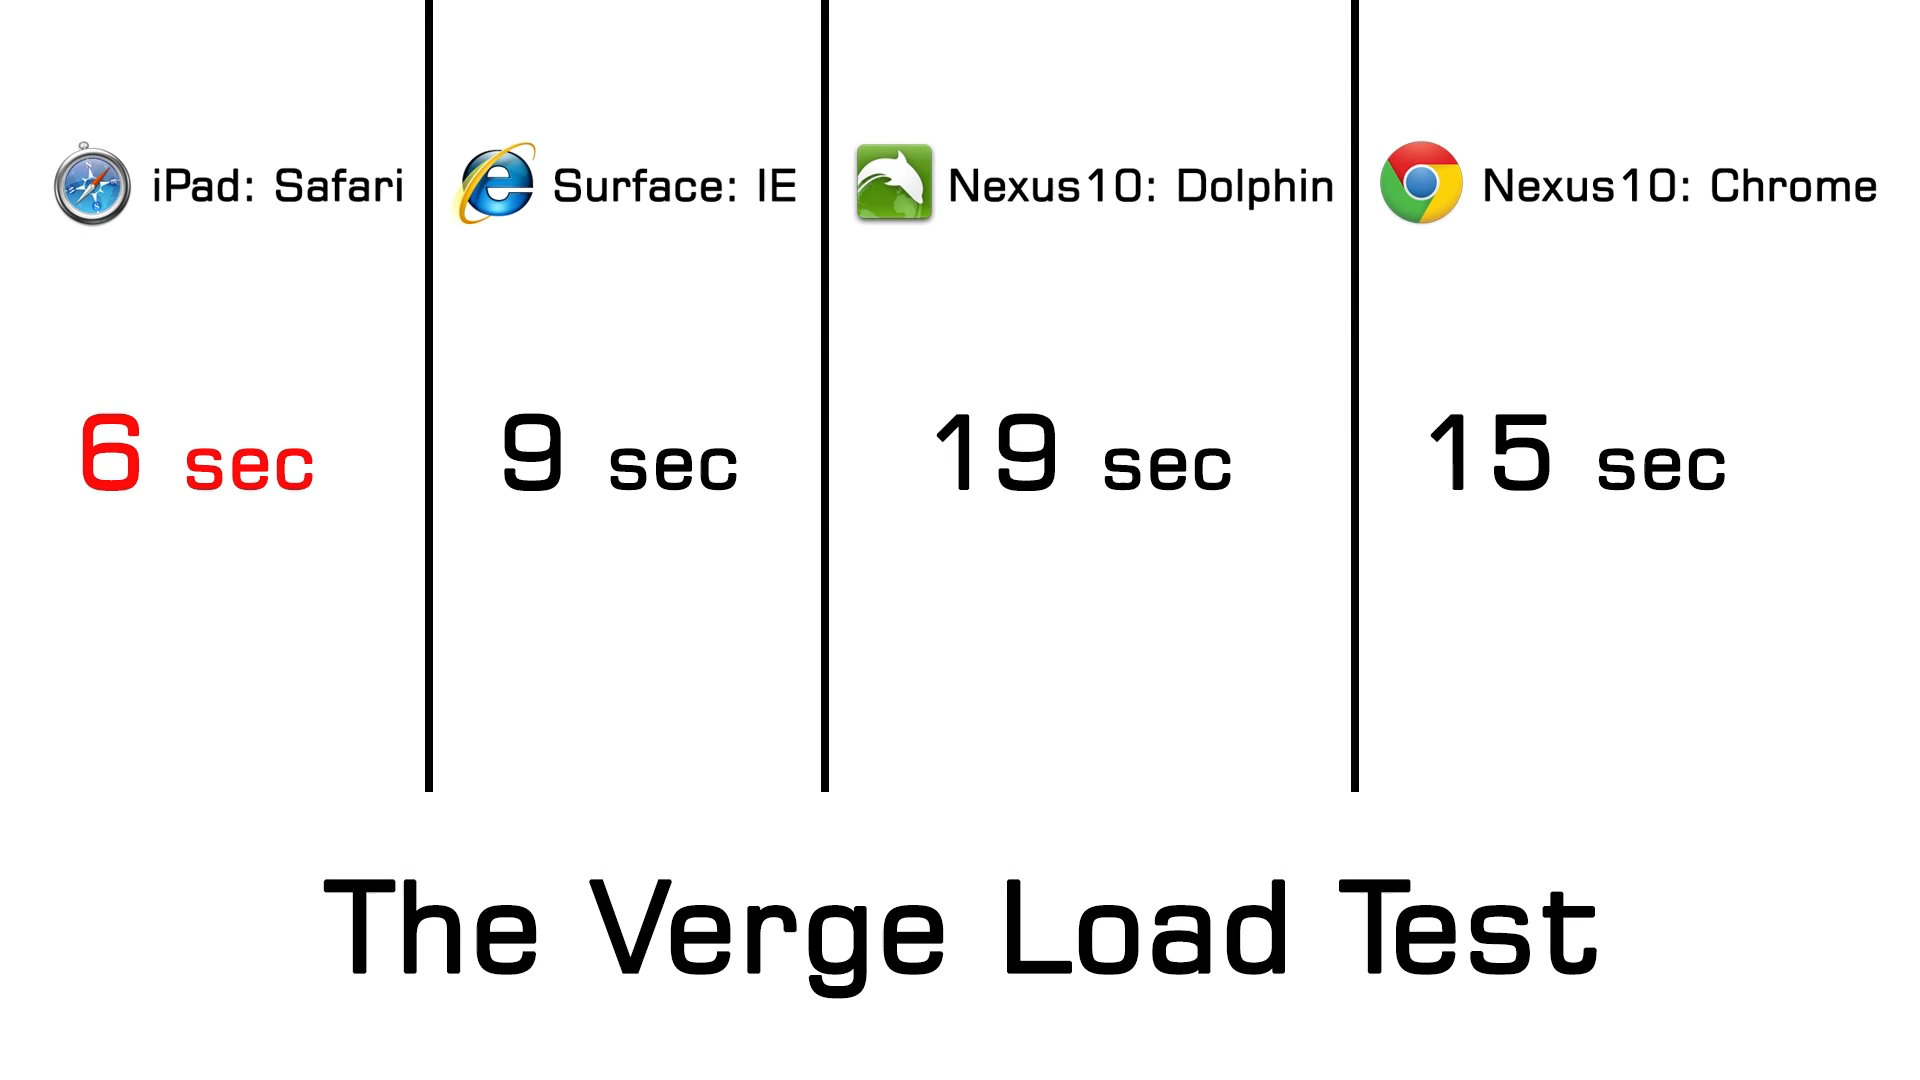 iPad: Safari
Surface: IE
Nexus10: Dolphin
Nexus10: Chrome
6 sec
9 sec
19 sec
15 sec
The Verge Load Test